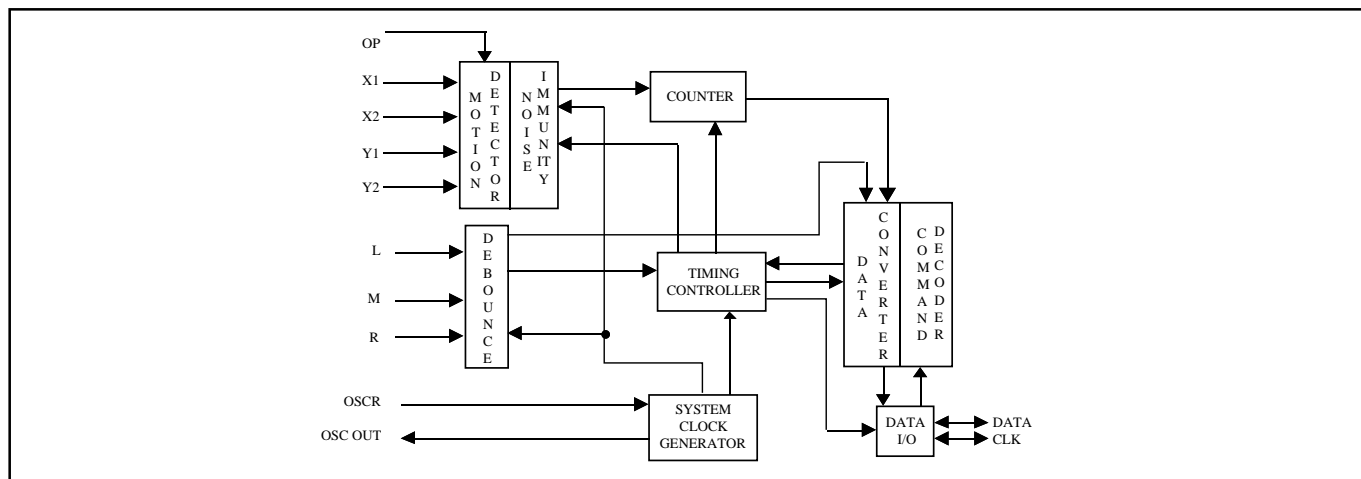 OP
X1
X2
Y1
Y2
MOTION
DETECTOR
NOISE
IMMUNITY
COUNTER
L
M
R
DEBOUNCE
TIMING
CONTROLLER
DATA
CONVERTER
COMMAND
DECODER
OSCR
OSC OUT
SYSTEM
CLOCK
GENERATOR
DATA
I/O
DATA
CLK